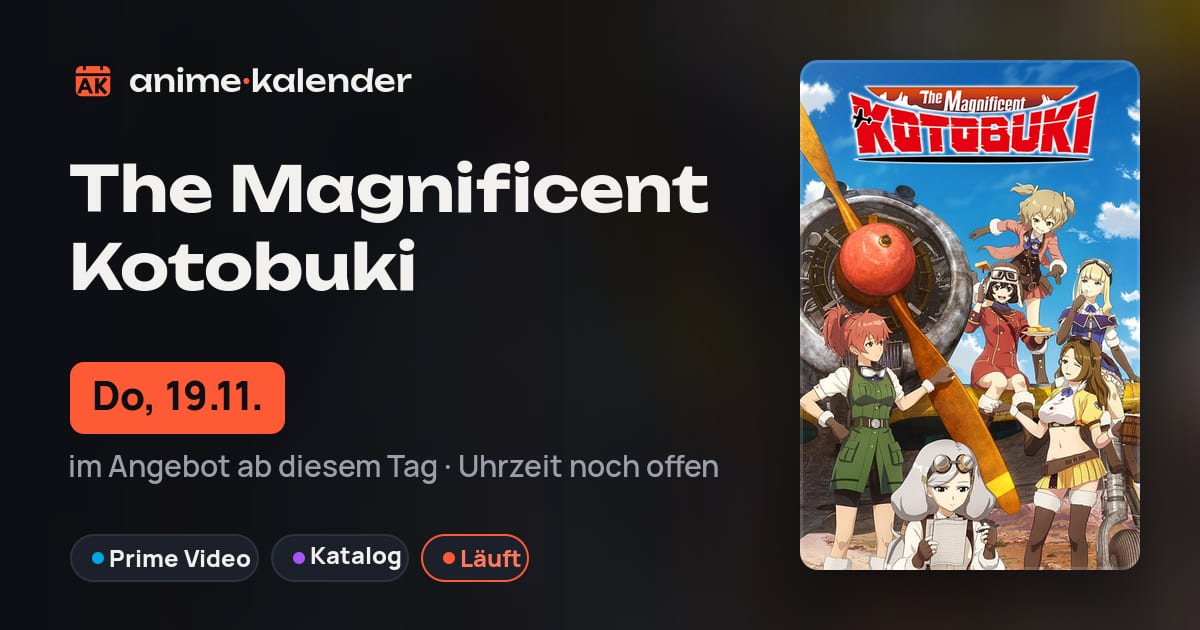 AK
anime·kalender
The Magnificent
Kotobuki
Do, 19.11.
im Angebot ab diesem Tag · Uhrzeit noch offen
Prime Video
Katalog
Läuft
The Magnificent
KOTOBUKI